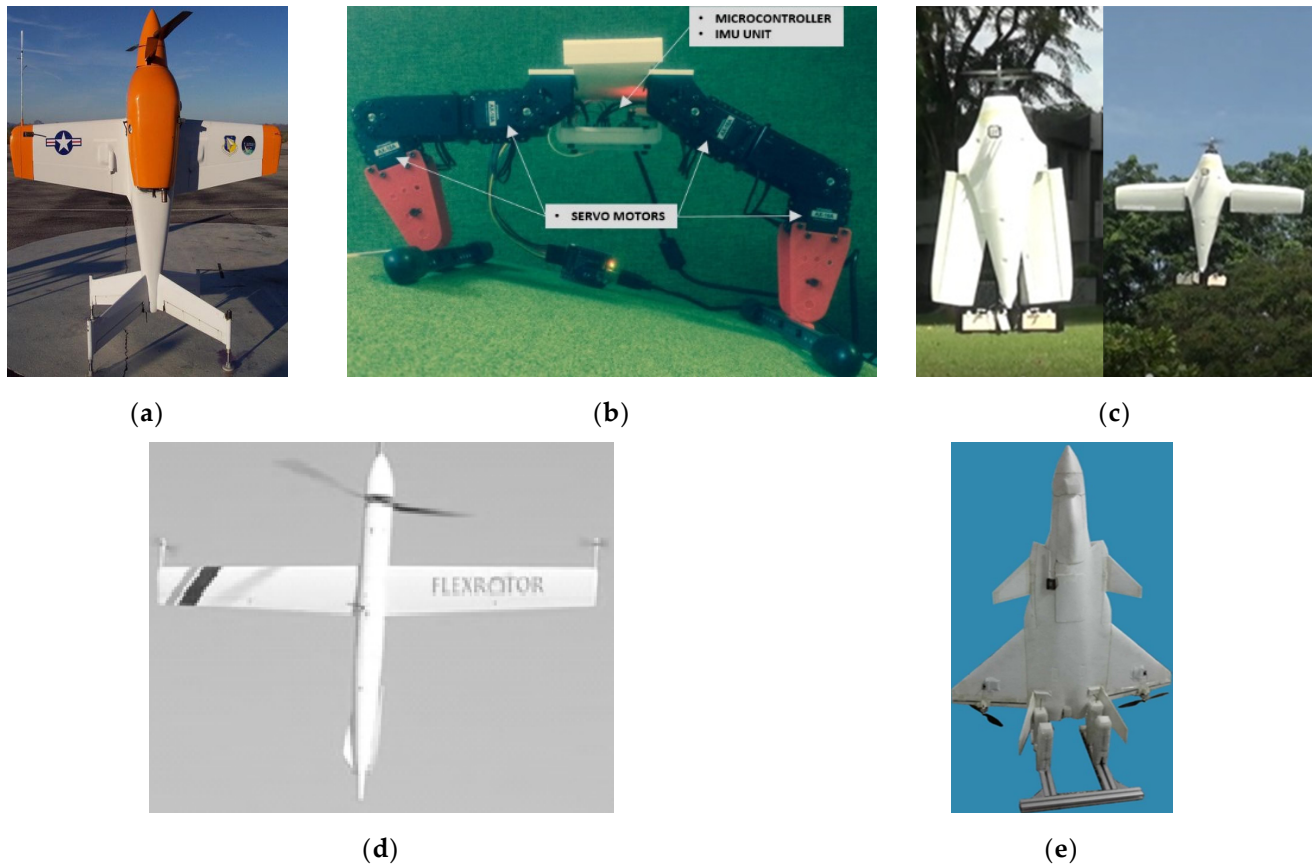 • MICROCONTROLLER
• IMU UNIT
• SERVO MOTORS
(a)
(b)
(c)
FLEXROTOR
(d)
(e)